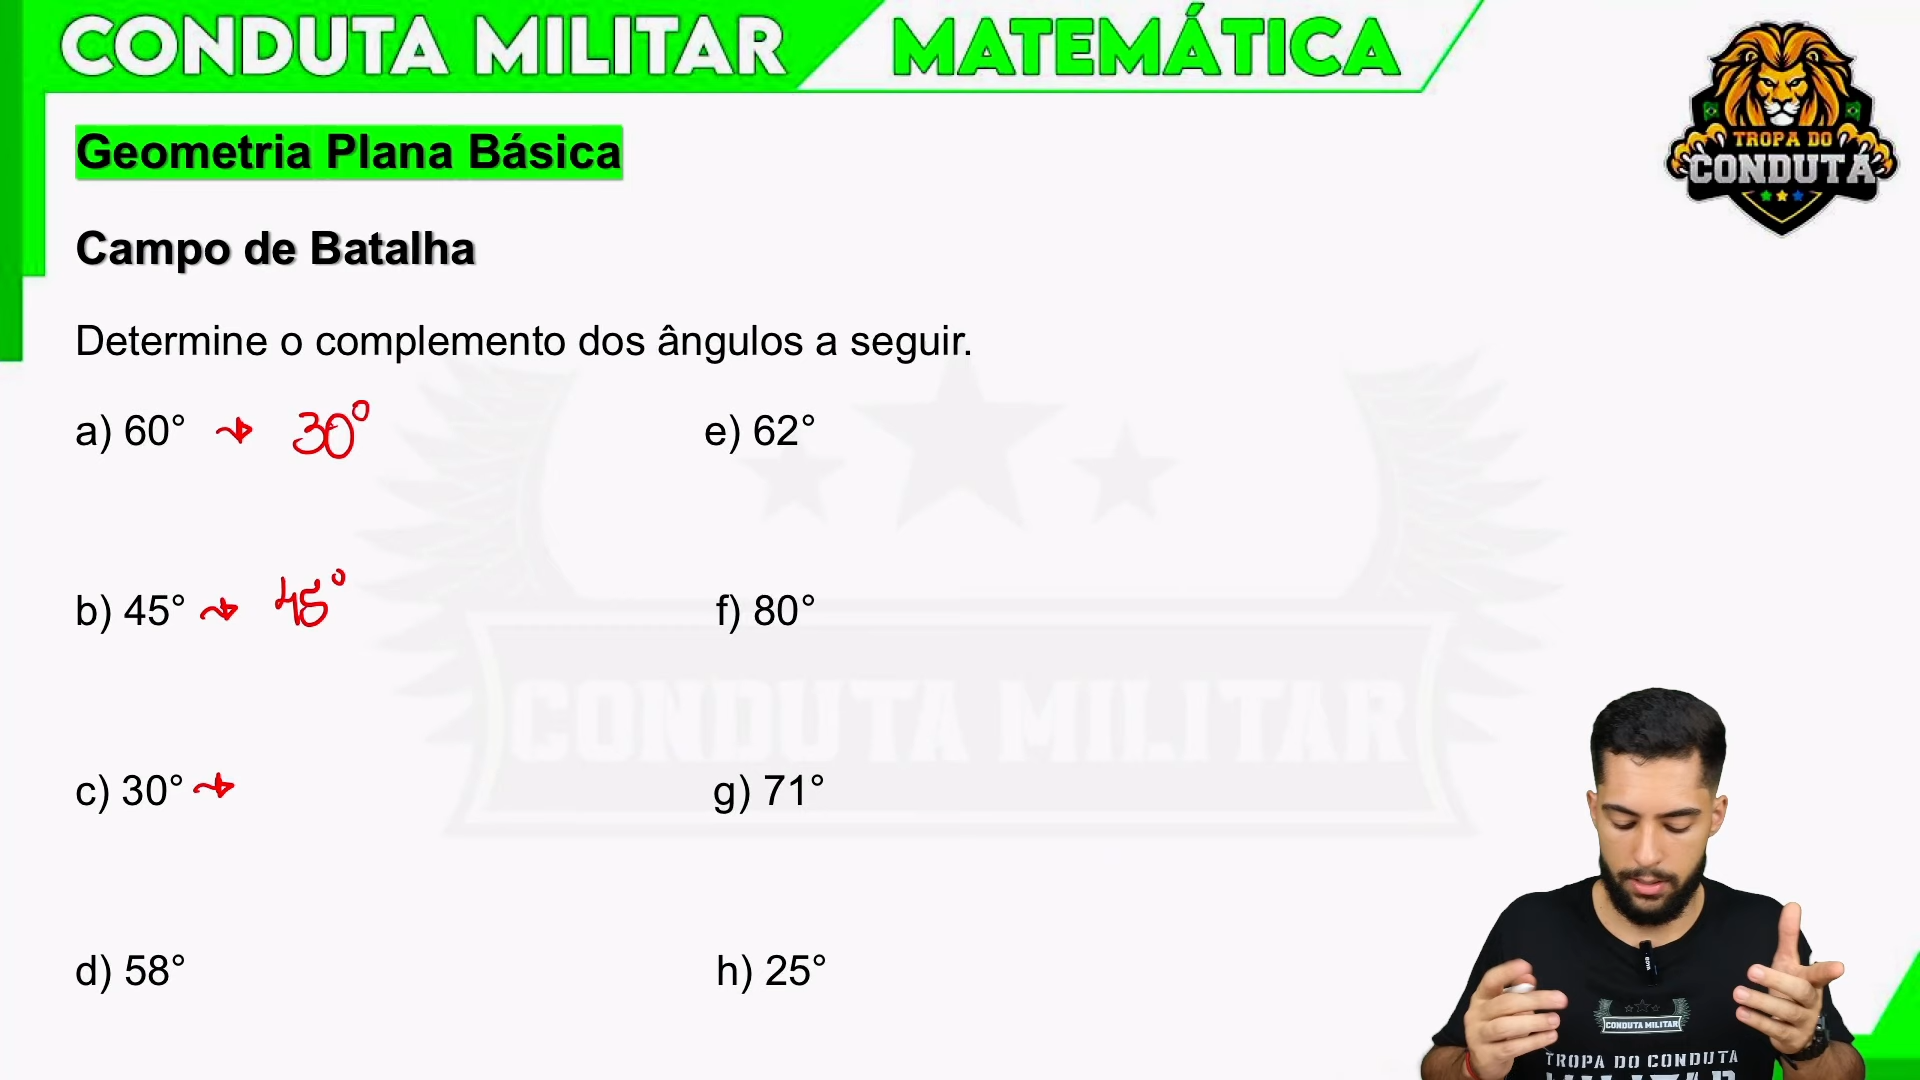 CONDUTA MILITAR MATEMÁTICA
TROPA DO
CONDUTA
Geometria Plana Básica
Campo de Batalha
Determine o complemento dos ângulos a seguir.
a) 60° → 30° e) 62°
b) 45° → 45° f) 80°
CONDUTA MILITAR
c) 30° → g) 71°
d) 58° h) 25°
CONDUTA MILITAR
TROPA DO CONDUTA